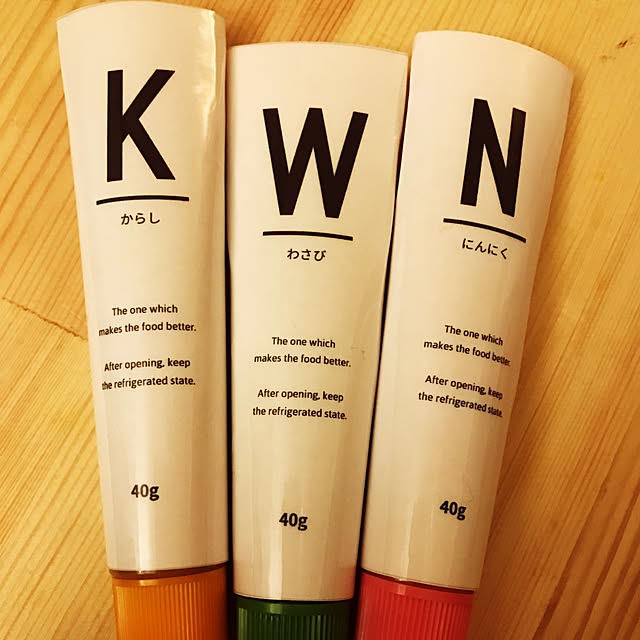 K
からし
The one which
makes the food better.
After opening, keep
the refrigerated state.
40g
W
わさび
The one which
makes the food better.
After opening, keep
the refrigerated state.
40g
N
にんにく
The one which
makes the food better.
After opening, keep
the refrigerated state.
40g